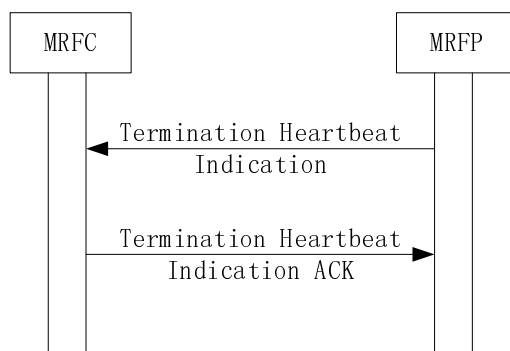 MRFC
MRFP
Termination Heartbeat
Indication
Termination Heartbeat
Indication ACK